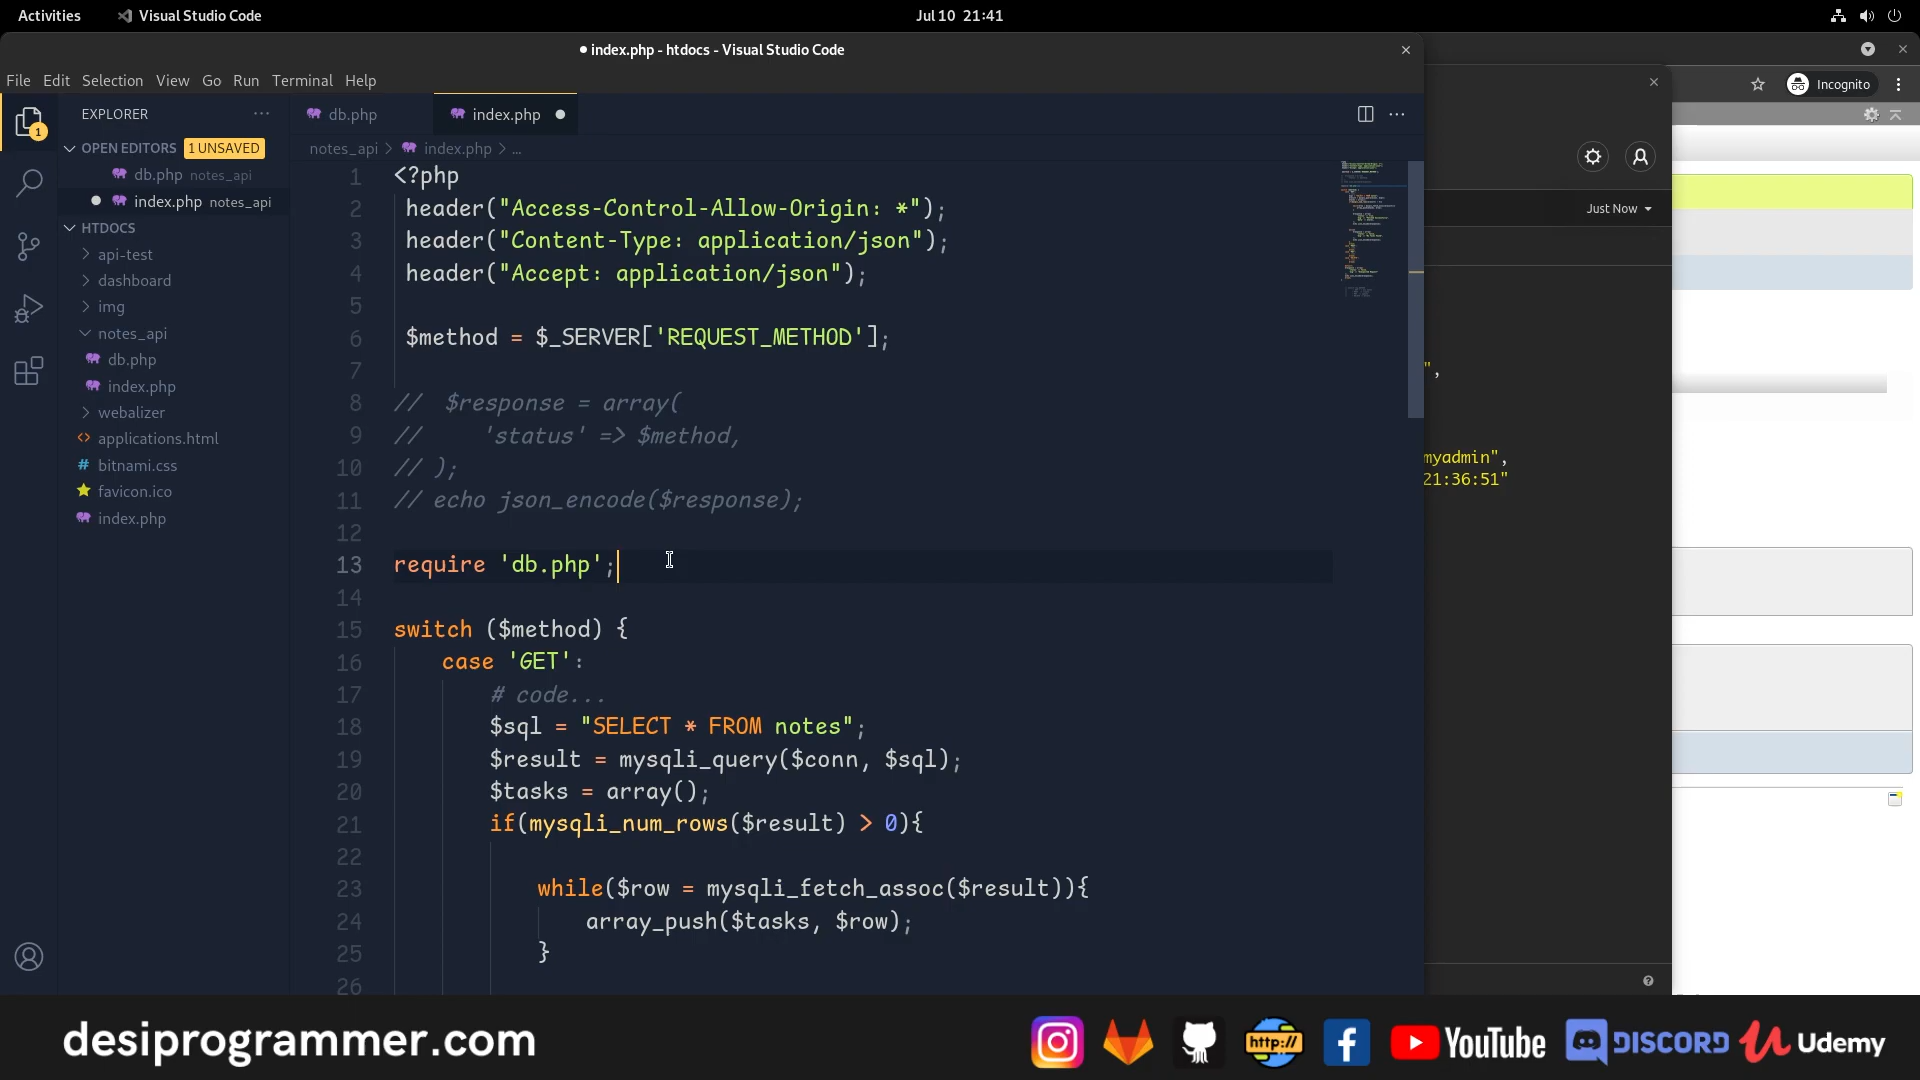 Activities
Visual Studio Code
Jul 10 21:41
index.php - htdocs - Visual Studio Code
File Edit Selection View Go Run Terminal Help
Incognito
1
EXPLORER
OPEN EDITORS 1 UNSAVED
db.php notes_api
index.php notes_api
HTDOCS
api-test
dashboard
img
notes_api
db.php
index.php
webalizer
applications.html
bitnami.css
favicon.ico
index.php
db.php
index.php
notes_api > index.php > ...
1 <?php
2 header("Access-Control-Allow-Origin: *");
3 header("Content-Type: application/json");
4 header("Accept: application/json");
5
6 $method = $_SERVER['REQUEST_METHOD'];
7
8 // $response = array(
9 // 'status' => $method,
10 // );
11 // echo json_encode($response);
12
13 require 'db.php';
14
15 switch ($method) {
16 case 'GET':
17 # code...
18 $sql = "SELECT * FROM notes";
19 $result = mysqli_query($conn, $sql);
20 $tasks = array();
21 if(mysqli_num_rows($result) > 0){
22
23 while($row = mysqli_fetch_assoc($result)){
24 array_push($tasks, $row);
25 }
26
Just Now
",
myadmin",
21:36:51"
desiprogrammer.com
http://
YouTube
DISCORD
Udemy